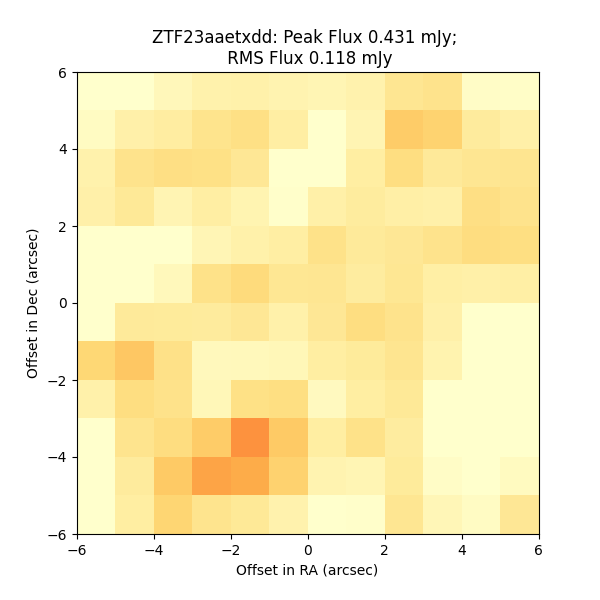 ZTF23aaetxdd: Peak Flux 0.431 mJy;
RMS Flux 0.118 mJy
6
4
2
0
−2
−4
−6
Offset in Dec (arcsec)
−6 −4 −2 0 2 4 6
Offset in RA (arcsec)